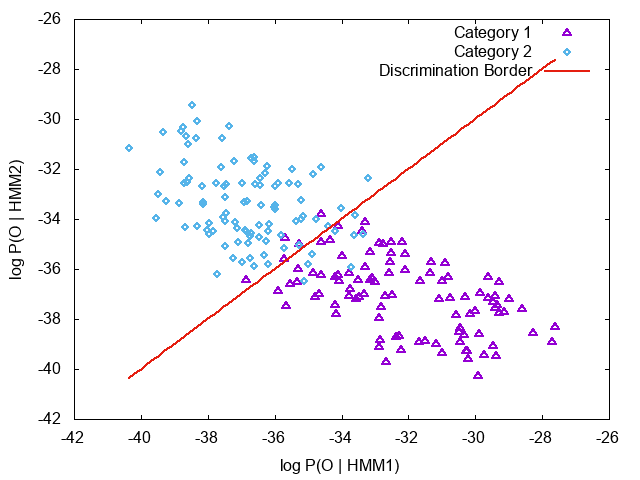 Category 1
Category 2
Discrimination Border
-26
-28
-30
-32
-34
-36
-38
-40
-42
log P(O | HMM2)
-42 -40 -38 -36 -34 -32 -30 -28 -26
log P(O | HMM1)